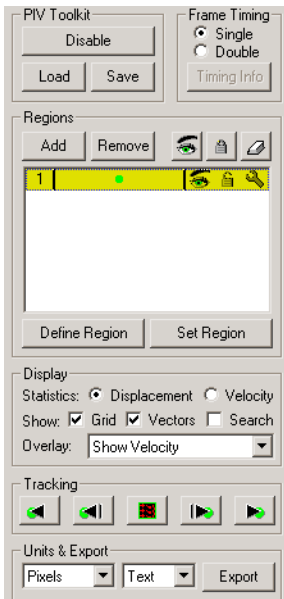 PIV Toolkit
Disable
Load Save
Frame Timing
Single
Double
Timing Info
Regions
Add Remove
1
Define Region Set Region
Display
Statistics: Displacement Velocity
Show: Grid Vectors Search
Overlay: Show Velocity
Tracking
Units & Export
Pixels Text Export